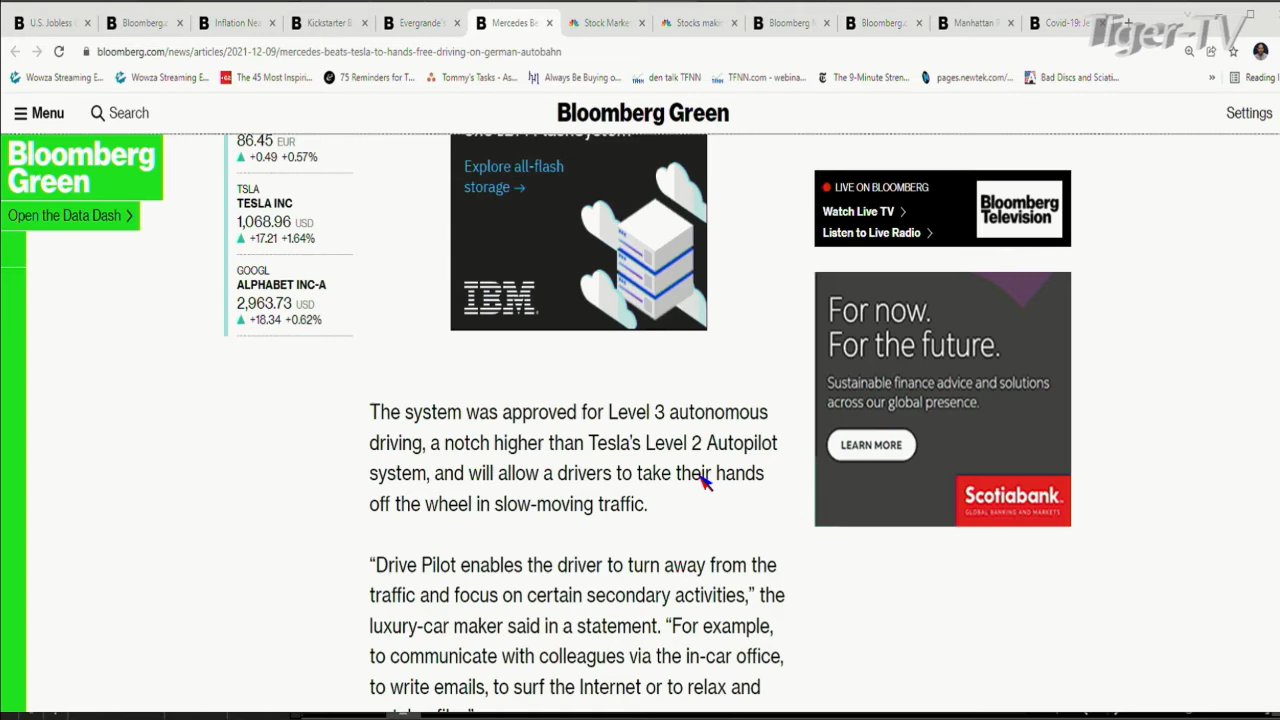 U.S. Jobless
Bloomberg.
Inflation Nex
Kickstarter B
Evergrande's
Mercedes Be
Stock Marke
Stocks makin
Bloomberg M
Bloomberg.c
Manhattan R
Covid-19: Je
Tiger-TV
bloomberg.com/news/articles/2021-12-09/mercedes-beats-tesla-to-hands-free-driving-on-german-autobahn
Wowza Streaming E...
Wowza Streaming E...
The 45 Most Inspiri...
75 Reminders for T...
Tommy's Tasks - As...
Always Be Buying o...
den talk TFNN
TFNN.com - webina...
The 9-Minute Stren...
pages.newtek.com/...
Bad Discs and Sciati...
»
Reading
Menu
Search
Bloomberg Green
Settings
Bloomberg
Green
Open the Data Dash
86.45 EUR
+0.49 +0.57%
TSLA
TESLA INC
1,068.96 USD
+17.21 +1.64%
GOOGL
ALPHABET INC-A
2,963.73 USD
+18.34 +0.62%
Explore all-flash
storage →
IBM.
LIVE ON BLOOMBERG
Watch Live TV
Listen to Live Radio
Bloomberg
Television
For now.
For the future.
Sustainable finance advice and solutions
across our global presence.
LEARN MORE
Scotiabank
GLOBAL BANKING AND MARKETS
The system was approved for Level 3 autonomous
driving, a notch higher than Tesla's Level 2 Autopilot
system, and will allow a drivers to take their hands
off the wheel in slow-moving traffic.
“Drive Pilot enables the driver to turn away from the
traffic and focus on certain secondary activities,” the
luxury-car maker said in a statement. “For example,
to communicate with colleagues via the in-car office,
to write emails, to surf the Internet or to relax and